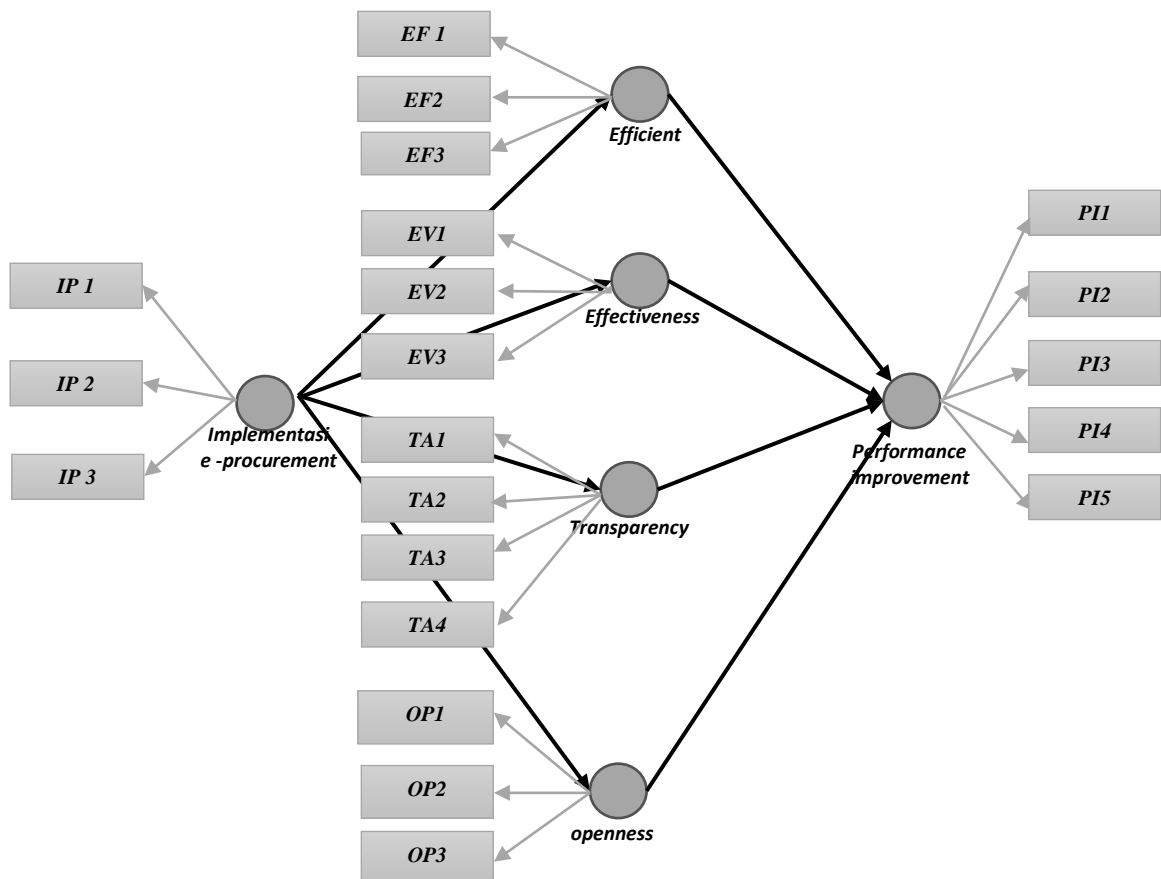 EF 1
EF2
EF3
Efficient
EV1
EV2
EV3
Effectiveness
IP 1
IP 2
IP 3
Implementasi
e -procurement
TA1
TA2
TA3
TA4
Transparency
OP1
OP2
OP3
openness
Performance
improvement
PI1
PI2
PI3
PI4
PI5